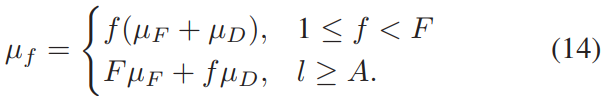 μ_f = { f(μ_F + μ_D), 1 ≤ f < F
Fμ_F + fμ_D, l ≥ A. (14)